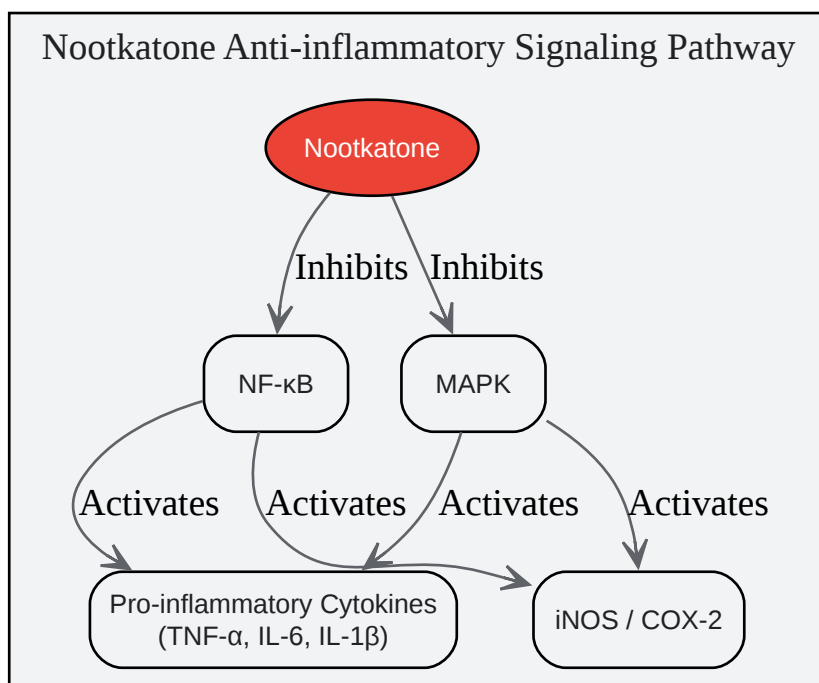 Nootkatone Anti-inflammatory Signaling Pathway
Nootkatone
Inhibits
Inhibits
NF-κB
MAPK
Activates
Activates
Activates
Activates
Pro-inflammatory Cytokines
(TNF-α, IL-6, IL-1β)
iNOS / COX-2